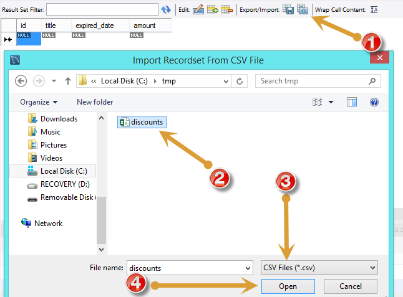 Result Set Filter: Edit: Export/Import: Wrap Cell Content:
id title expired_date amount
NULL NULL NULL NULL
1
Import Recordset From CSV File
« Local Disk (C:) ▸ tmp Search tmp
Organize New folder
Downloads
Music
Pictures
Videos
Local Disk (C:)
RECOVERY (D:)
Removable Disk
Network
discounts
2
3
File name: discounts CSV Files (*.csv)
4
Open Cancel